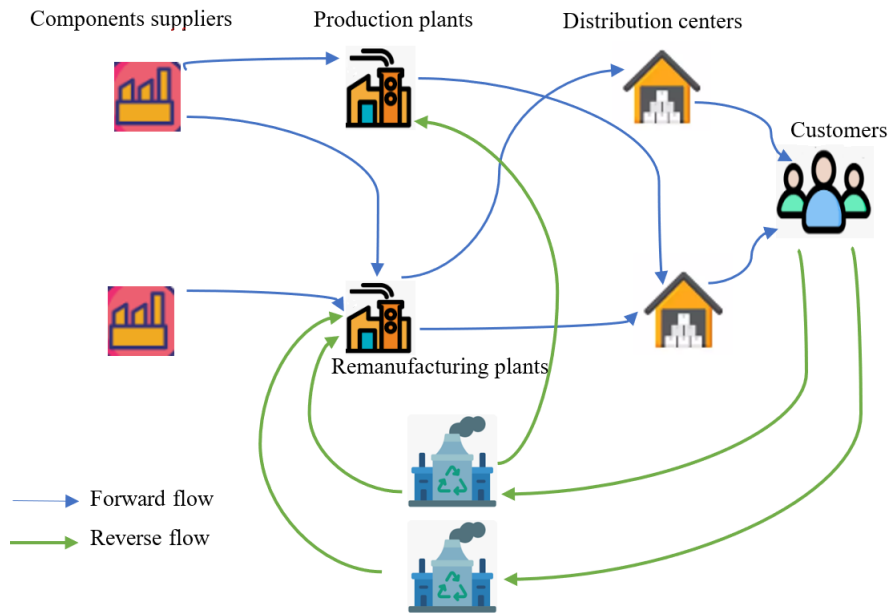 Components suppliers
Production plants
Distribution centers
Customers
Remanufacturing plants
Forward flow
Reverse flow